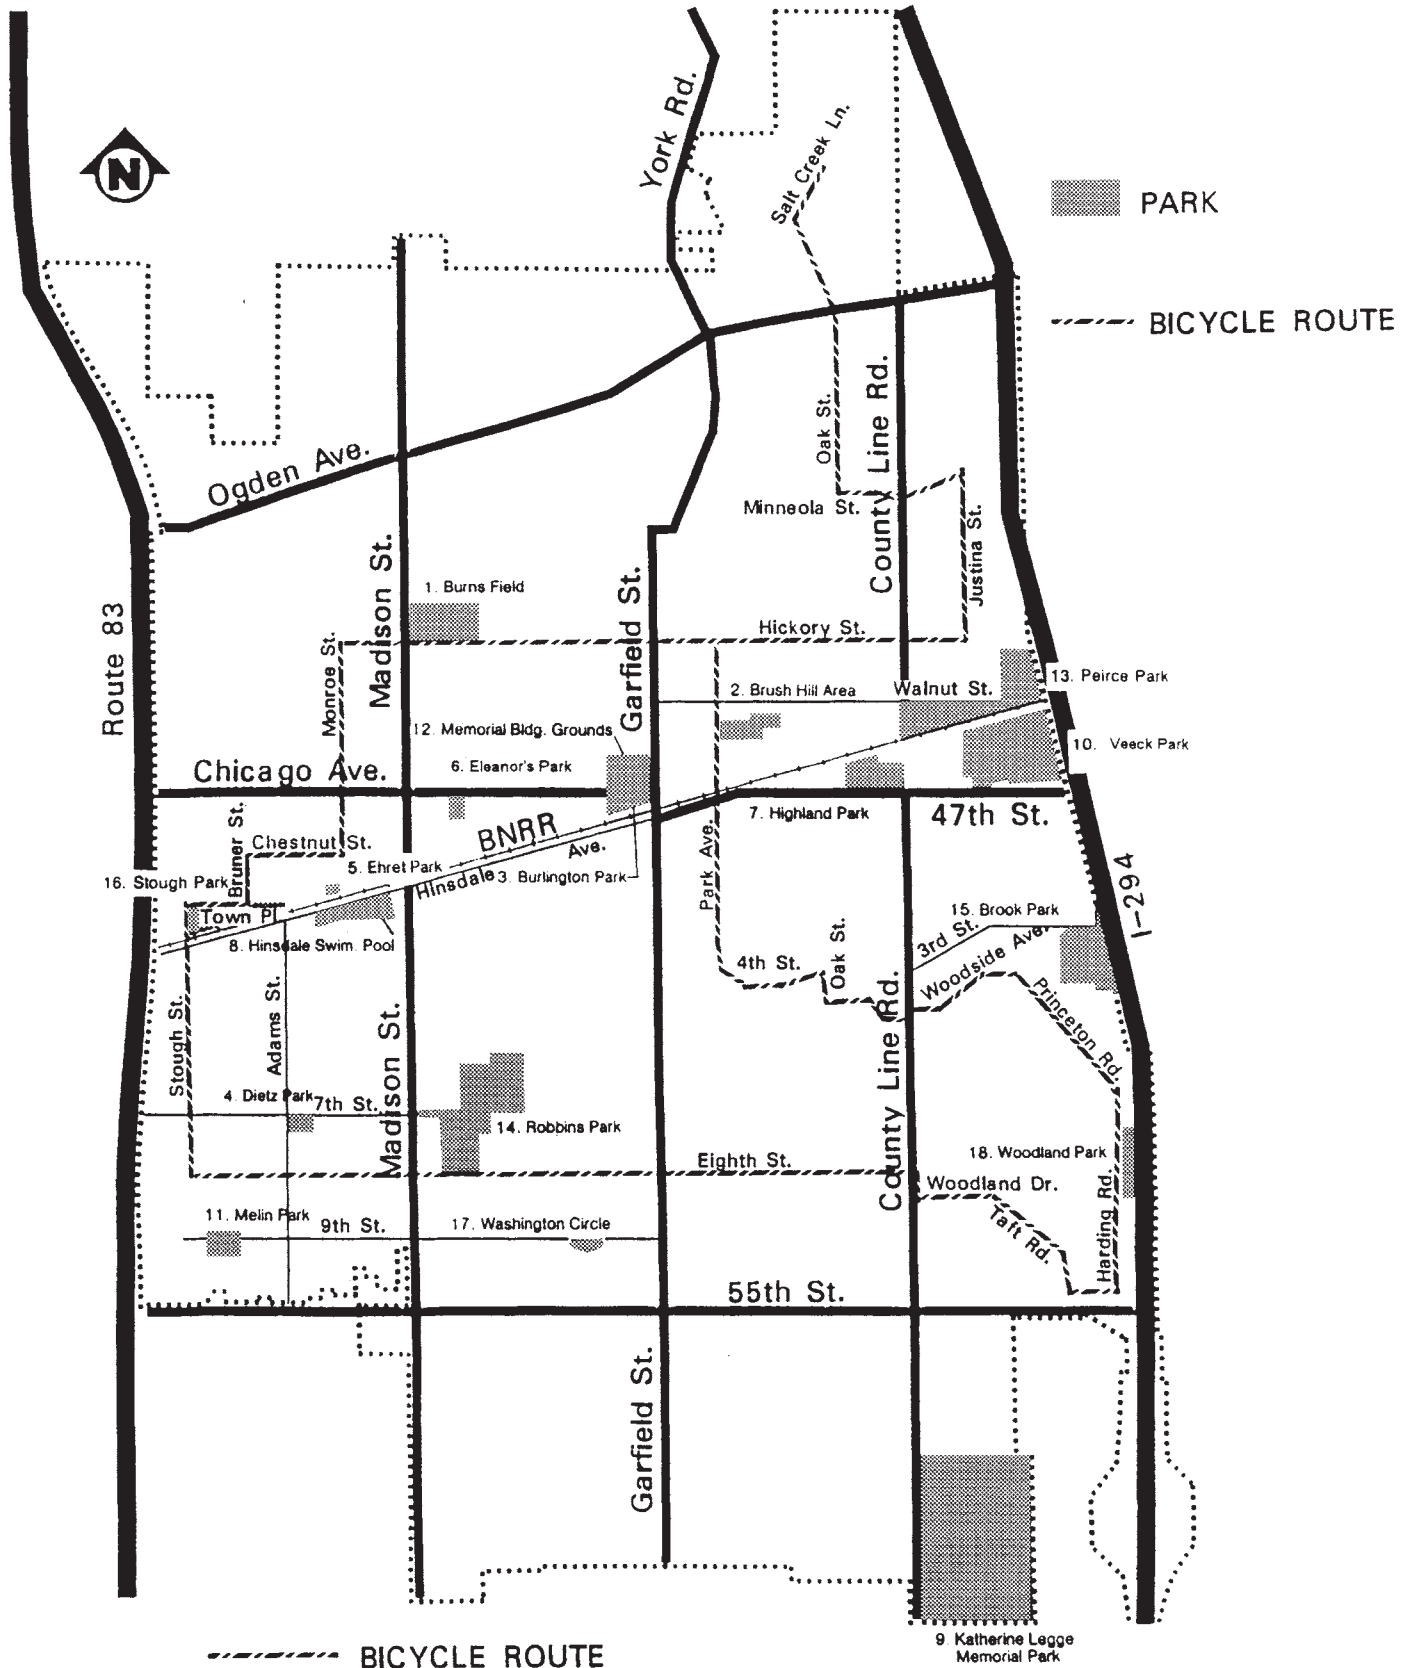 York Rd.
Salt Creek Ln.
N
PARK
BICYCLE ROUTE
Ogden Ave.
Oak St.
County Line Rd.
Minneola St.
Justina St.
Route 83
Madison St.
1. Burns Field
Garfield St.
Hickory St.
Monroe St.
2. Brush Hill Area
Walnut St.
13. Peirce Park
12. Memorial Bldg. Grounds
10. Veeck Park
Chicago Ave.
6. Eleanor's Park
7. Highland Park
47th St.
Bruner St.
Chestnut St.
BNRR
5. Ehret Park
Hinsdale Ave.
3. Burlington Park
Park Ave.
16. Stough Park
I-294
Town Pl
15. Brook Park
3rd St.
8. Hinsdale Swim. Pool
Woodside Ave.
4th St.
Oak St.
Stough St.
Adams St.
Madison St.
County Line Rd.
Princeton Rd.
4. Dietz Park
7th St.
14. Robbins Park
Eighth St.
18. Woodland Park
Woodland Dr.
11. Melin Park
9th St.
17. Washington Circle
Taft Rd.
Harding Rd.
55th St.
Garfield St.
9. Katherine Legge
Memorial Park
BICYCLE ROUTE